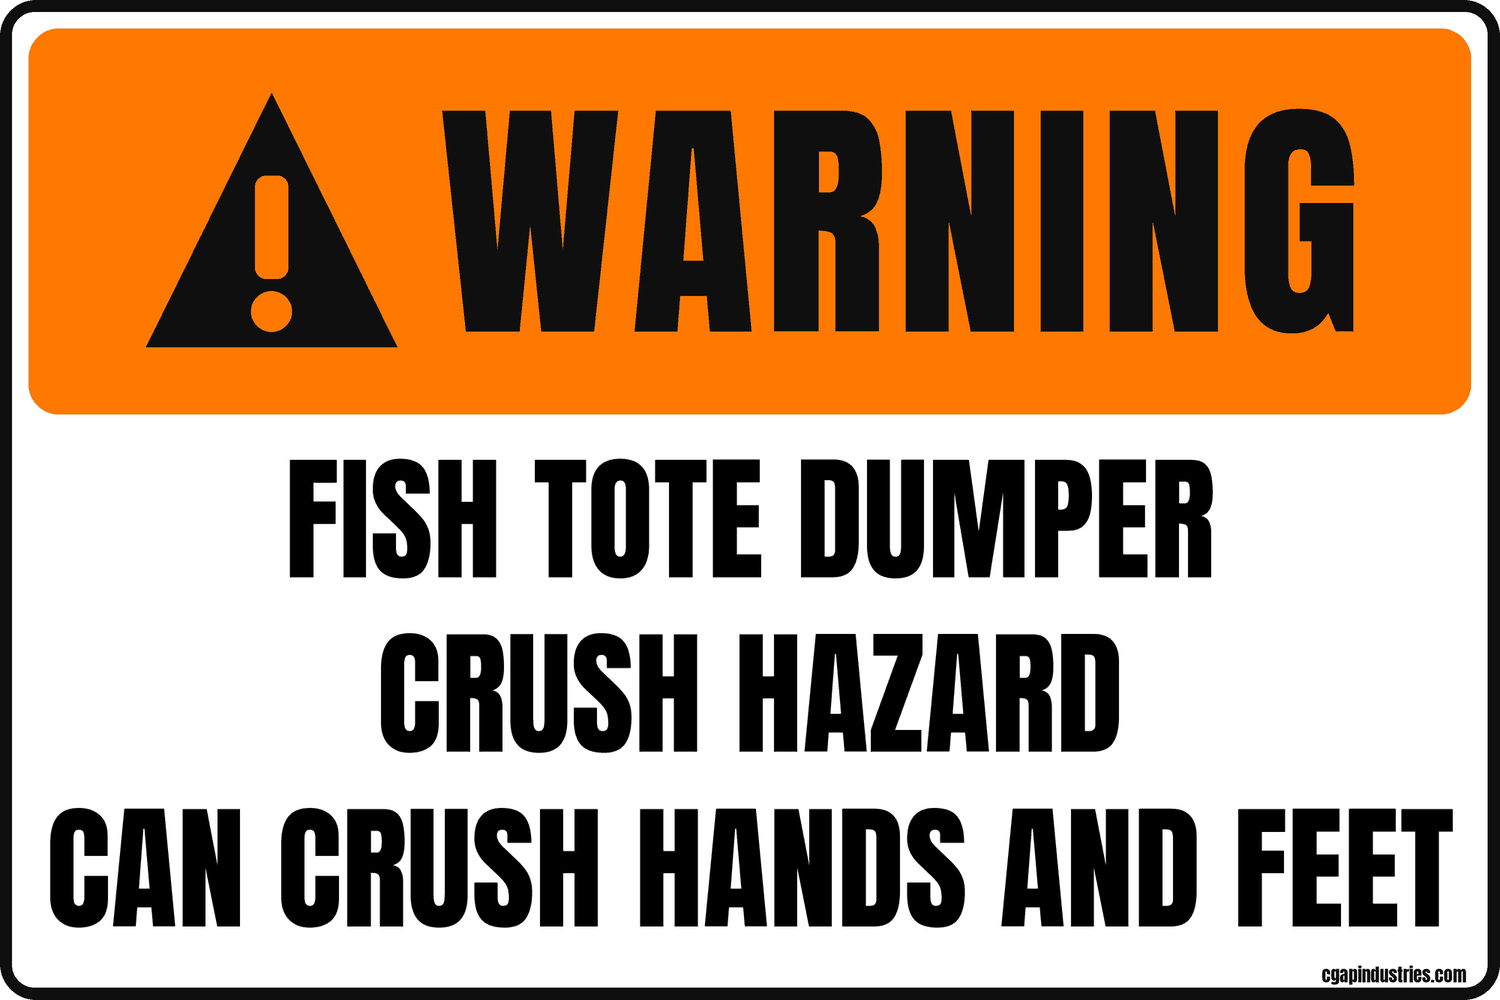 WARNING
FISH TOTE DUMPER
CRUSH HAZARD
CAN CRUSH HANDS AND FEET
cgapindustries.com